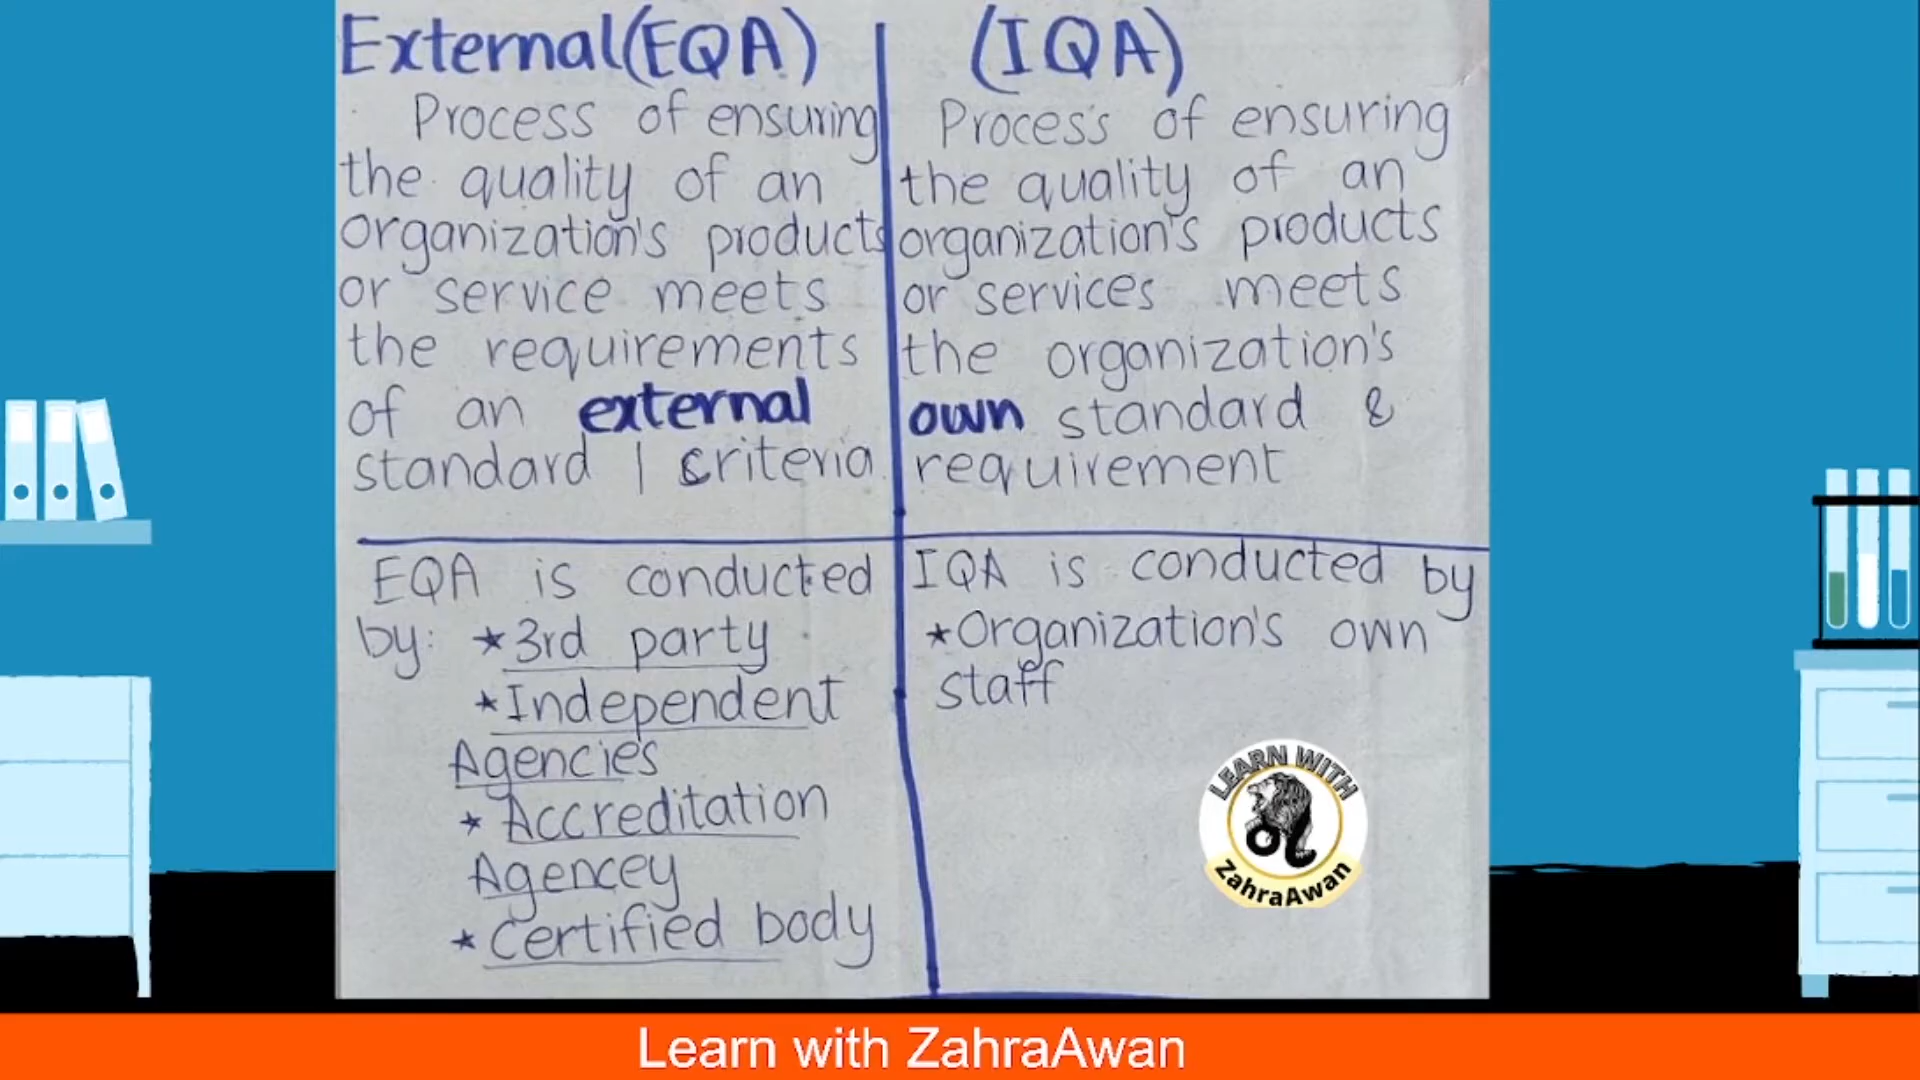 External(EQA)
Process of ensuring
the quality of an
organization's products
or service meets
the requirements
of an external
standard | criteria
EQA is conducted
by: * 3rd party
* Independent
Agencies
* Accreditation
Agencey
* Certified body
(IQA)
Process of ensuring
the quality of an
organization's products
or services meets
the organization's
own standard &
requirement
IQA is conducted by
* Organization's own
staff
LEARN WITH
ZahraAwan
Learn with ZahraAwan